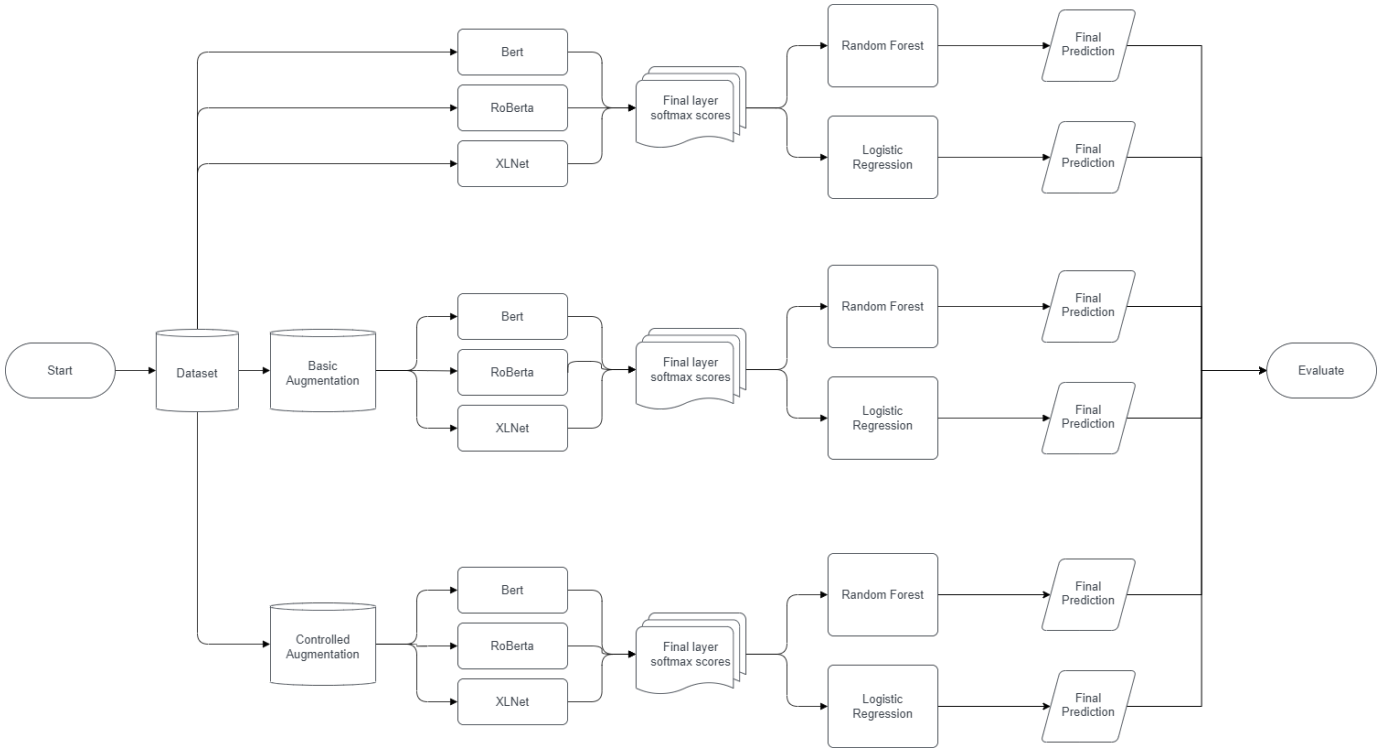 Start
Dataset
Bert
RoBerta
XLNet
Final layer
softmax scores
Random Forest
Final
Prediction
Logistic
Regression
Final
Prediction
Basic
Augmentation
Bert
RoBerta
XLNet
Final layer
softmax scores
Random Forest
Final
Prediction
Logistic
Regression
Final
Prediction
Controlled
Augmentation
Bert
RoBerta
XLNet
Final layer
softmax scores
Random Forest
Final
Prediction
Logistic
Regression
Final
Prediction
Evaluate